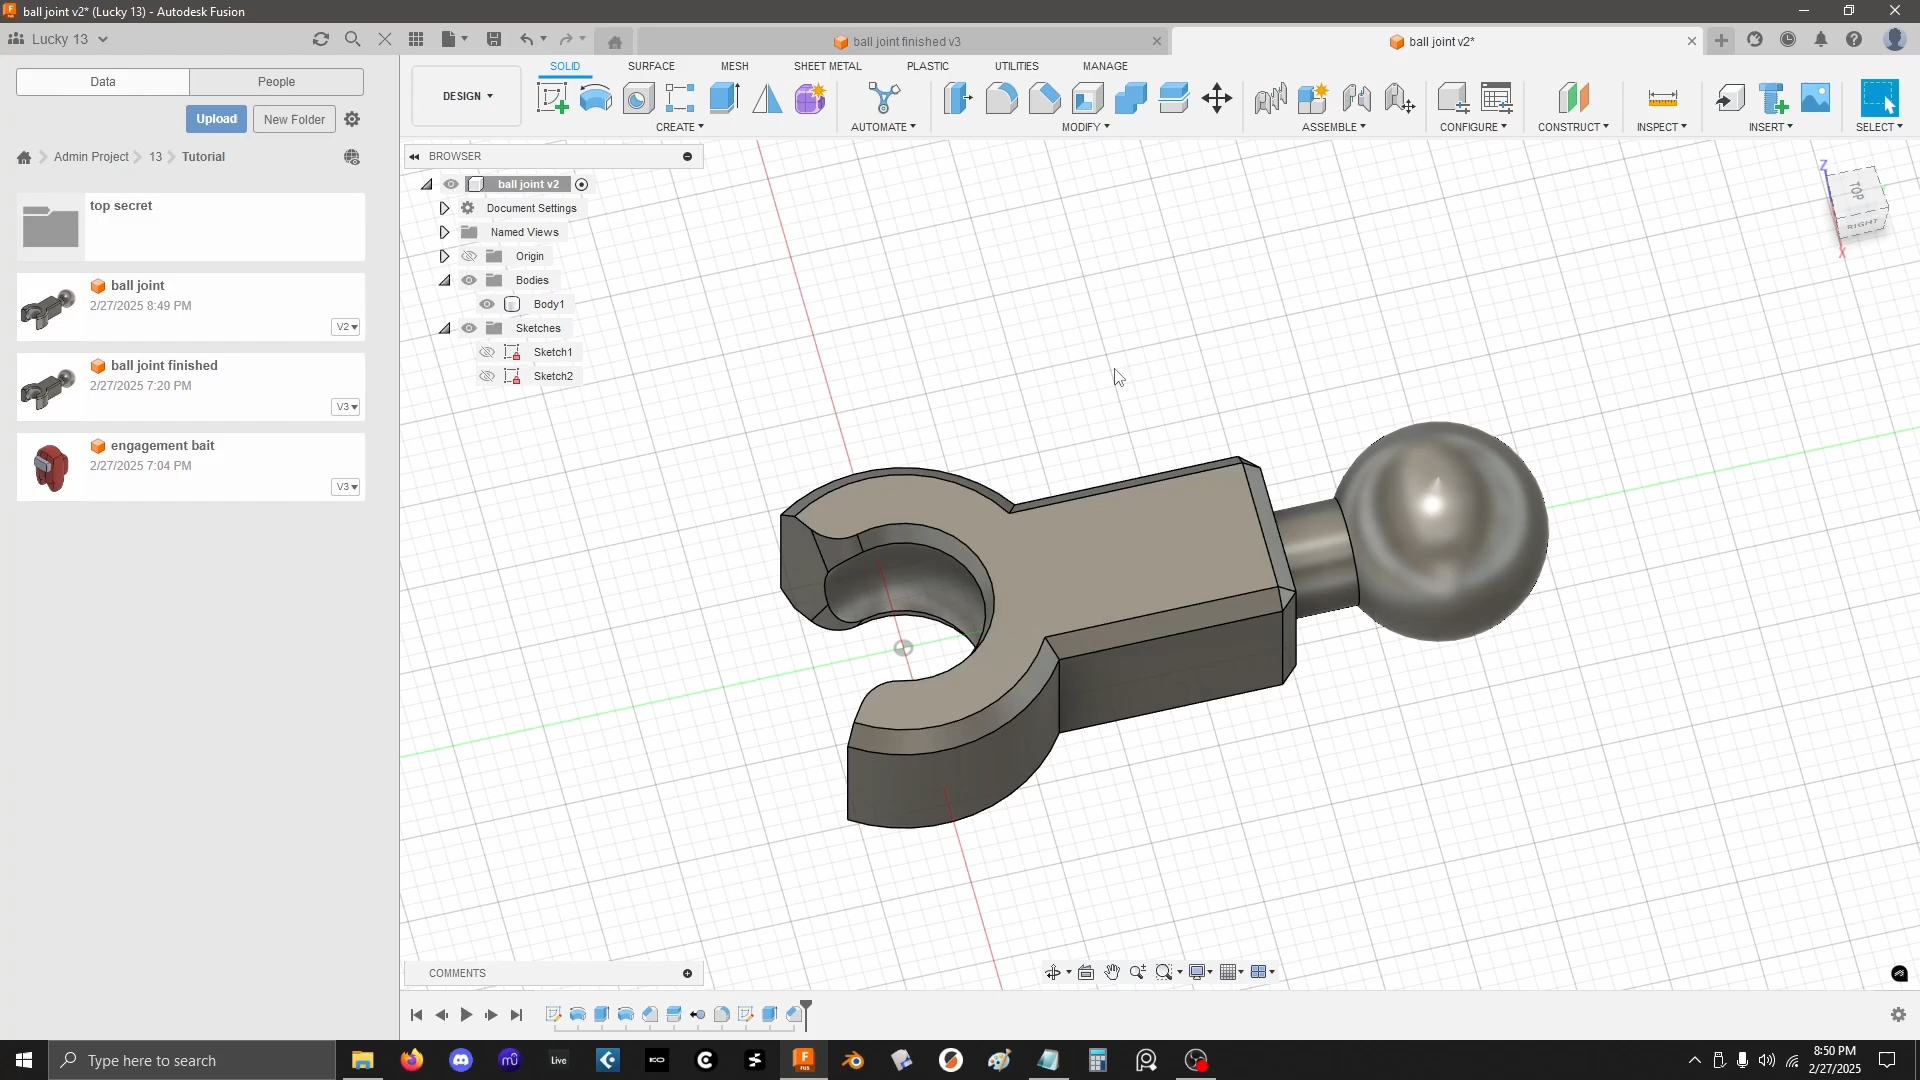 ball joint v2* (Lucky 13) - Autodesk Fusion
Lucky 13
ball joint finished v3
ball joint v2*
Data
People
Upload
New Folder
Admin Project
13
Tutorial
top secret
ball joint
2/27/2025 8:49 PM
V2
ball joint finished
2/27/2025 7:20 PM
V3
engagement bait
2/27/2025 7:04 PM
V3
DESIGN
SOLID
SURFACE
MESH
SHEET METAL
PLASTIC
UTILITIES
MANAGE
CREATE
AUTOMATE
MODIFY
ASSEMBLE
CONFIGURE
CONSTRUCT
INSPECT
INSERT
SELECT
BROWSER
ball joint v2
Document Settings
Named Views
Origin
Bodies
Body1
Sketches
Sketch1
Sketch2
Z
TOP
RIGHT
X
COMMENTS
Type here to search
Live
8:50 PM
2/27/2025